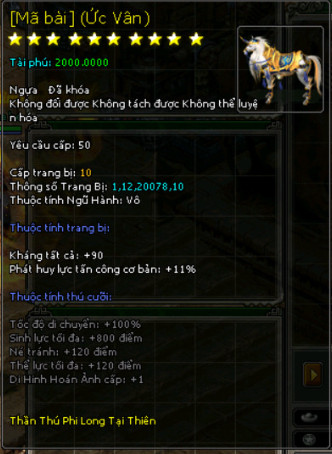 [Mã bài] (Ức Vân)
Tài phú: 2000.0000
Ngựa Đã khóa
Không đổi được Không tách được Không thể luyệ
n hóa
Yêu cầu cấp: 50
Cấp trang bị: 10
Thông số Trang Bị: 1,12,20078,10
Thuộc tính Ngũ Hành: Vô
Thuộc tính trang bị:
Kháng tất cả: +90
Phát huy lực tấn công cơ bản: +11%
Thuộc tính thú cưỡi:
Tốc độ di chuyển: +100%
Sinh lực tối đa: +800 điểm
Né tránh: +120 điểm
Thể lực tối đa: +120 điểm
Di Hình Hoán Ảnh cấp: +1
Thần Thú Phi Long Tại Thiên